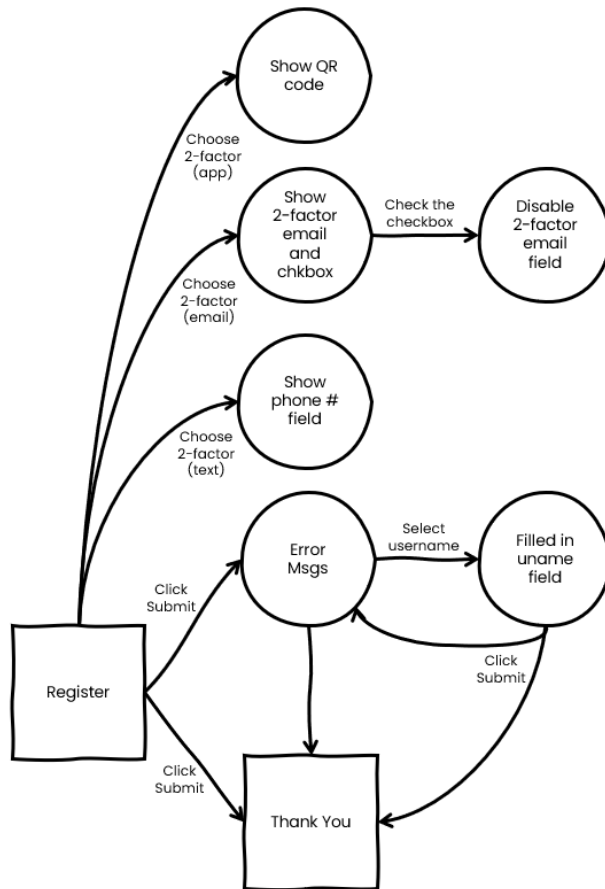 Show QR
code
Choose
2-factor
(app)
Show
2-factor
email
and
chkbox
Check the
checkbox
Disable
2-factor
email
field
Choose
2-factor
(email)
Show
phone #
field
Choose
2-factor
(text)
Error
Msgs
Select
username
Filled in
uname
field
Click
Submit
Click
Submit
Register
Click
Submit
Thank You